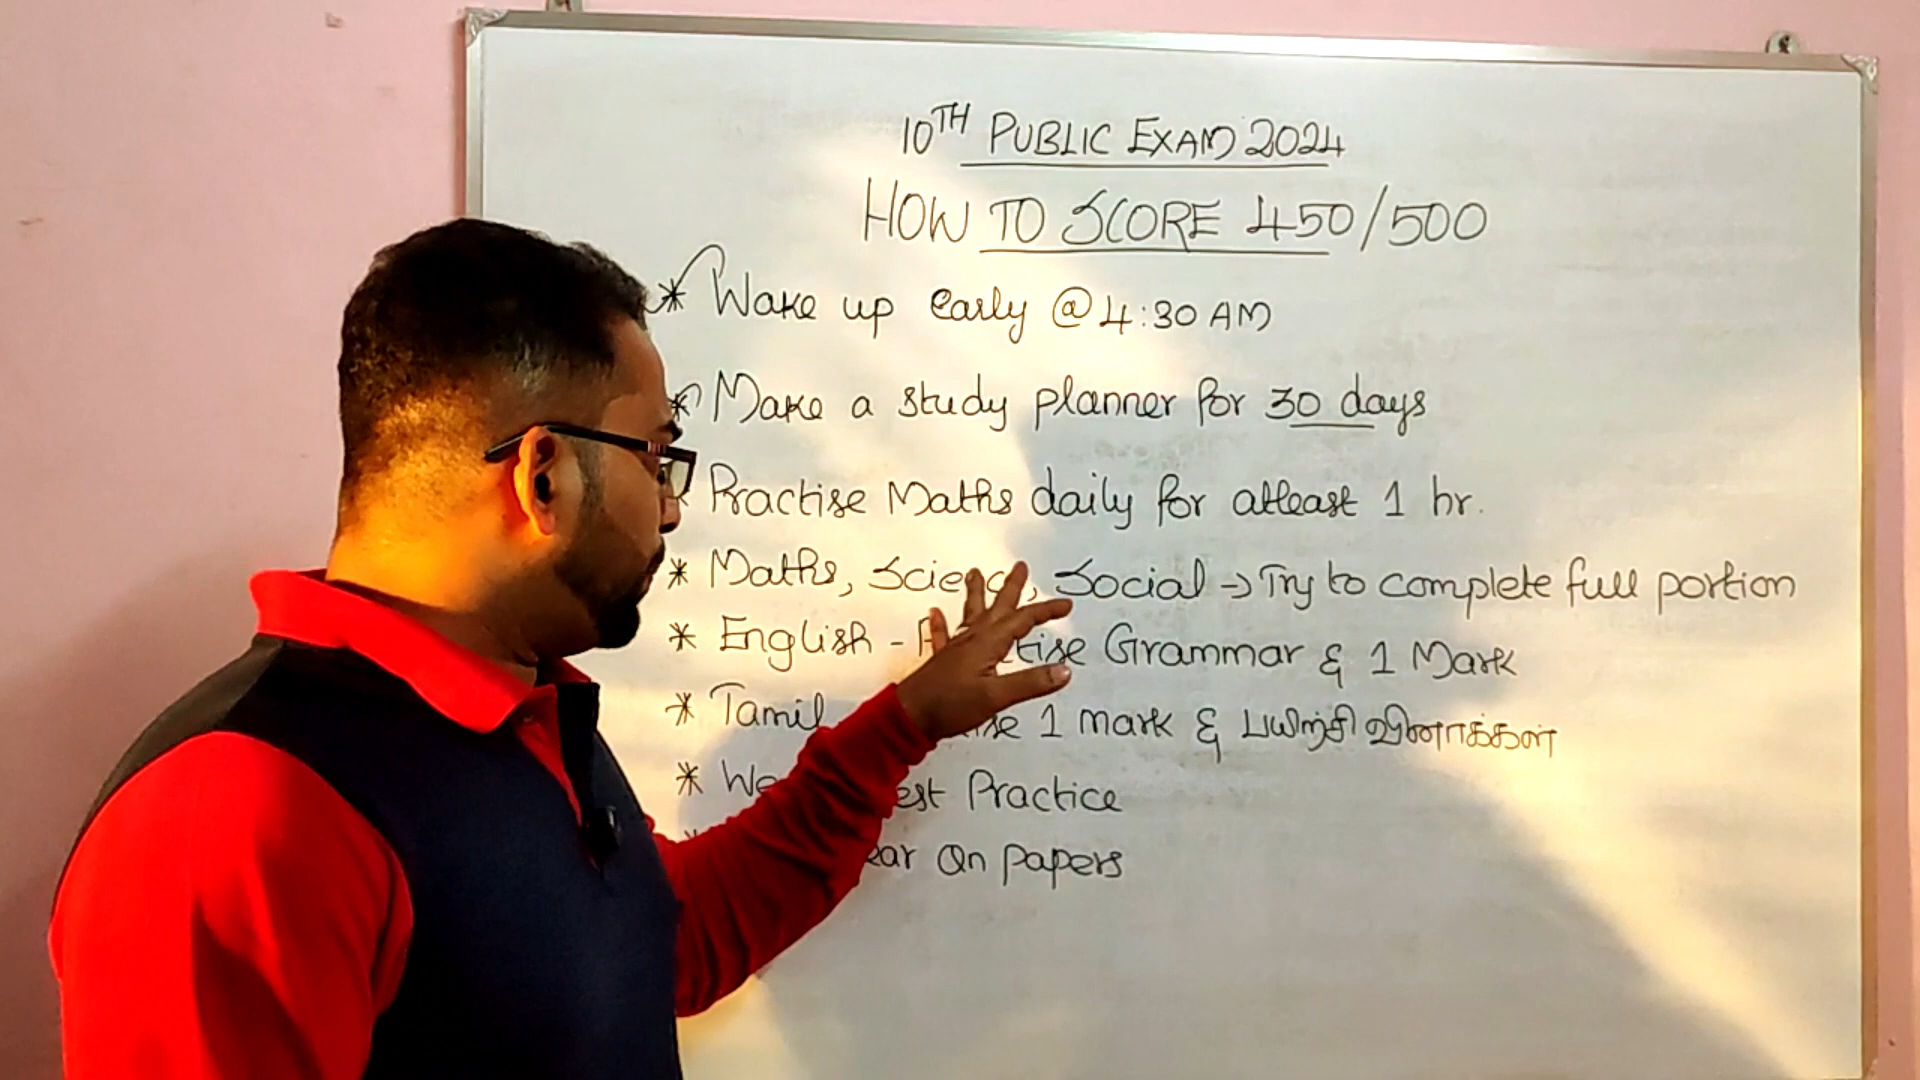 10TH PUBLIC EXAM 2024
HOW TO SCORE 450/500
* Wake up early @ 4:30 AM
* Make a study planner for 30 days
Practise Maths daily for atleast 1 hr.
* Maths, Science, Social → Try to complete full portion
* English - Practise Grammar & 1 Mark
* Tamil 1 mark & பயிற்சி வினாக்கள்
* Practice
Qn papers